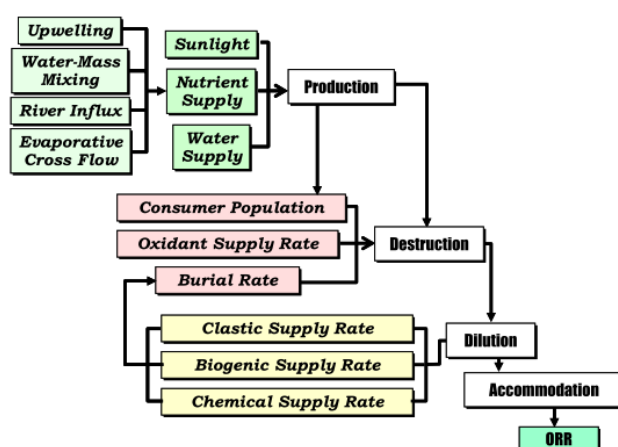 Upwelling
Water-Mass
Mixing
River Influx
Evaporative
Cross Flow
Sunlight
Nutrient
Supply
Water
Supply
Production
Consumer Population
Oxidant Supply Rate
Burial Rate
Destruction
Clastic Supply Rate
Biogenic Supply Rate
Chemical Supply Rate
Dilution
Accommodation
ORR